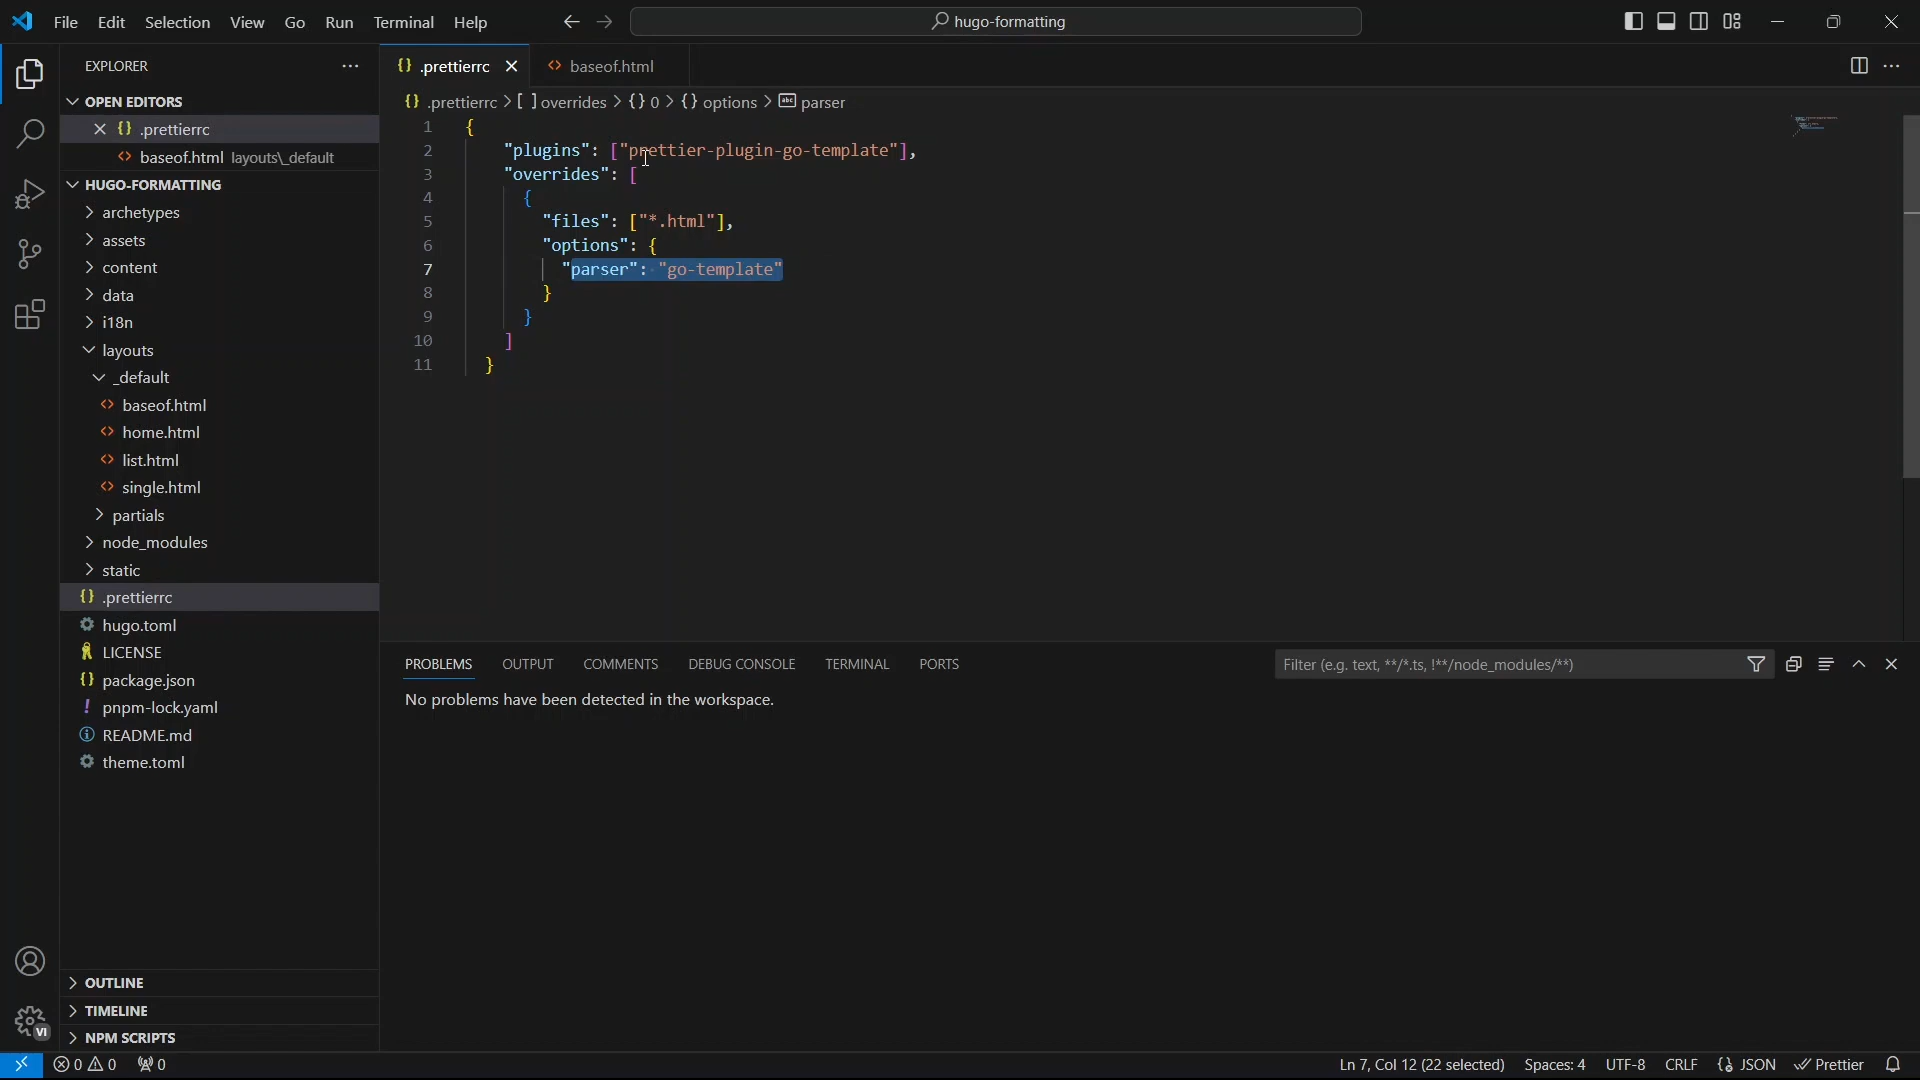 File Edit Selection View Go Run Terminal Help
hugo-formatting
EXPLORER
OPEN EDITORS
.prettierrc
baseof.html layouts\_default
HUGO-FORMATTING
archetypes
assets
content
data
i18n
layouts
_default
baseof.html
home.html
list.html
single.html
partials
node_modules
static
.prettierrc
hugo.toml
LICENSE
package.json
pnpm-lock.yaml
README.md
theme.toml
OUTLINE
TIMELINE
NPM SCRIPTS
.prettierrc
baseof.html
.prettierrc > [ ] overrides > {} 0 > {} options > abc parser
1 {
2 "plugins": ["prettier-plugin-go-template"],
3 "overrides": [
4 {
5 "files": ["*.html"],
6 "options": {
7 "parser": "go-template"
8 }
9 }
10 ]
11 }
PROBLEMS OUTPUT COMMENTS DEBUG CONSOLE TERMINAL PORTS
Filter (e.g. text, **/*.ts, !**/node_modules/**)
No problems have been detected in the workspace.
VI
0 0 0
Ln 7, Col 12 (22 selected) Spaces: 4 UTF-8 CRLF {} JSON Prettier